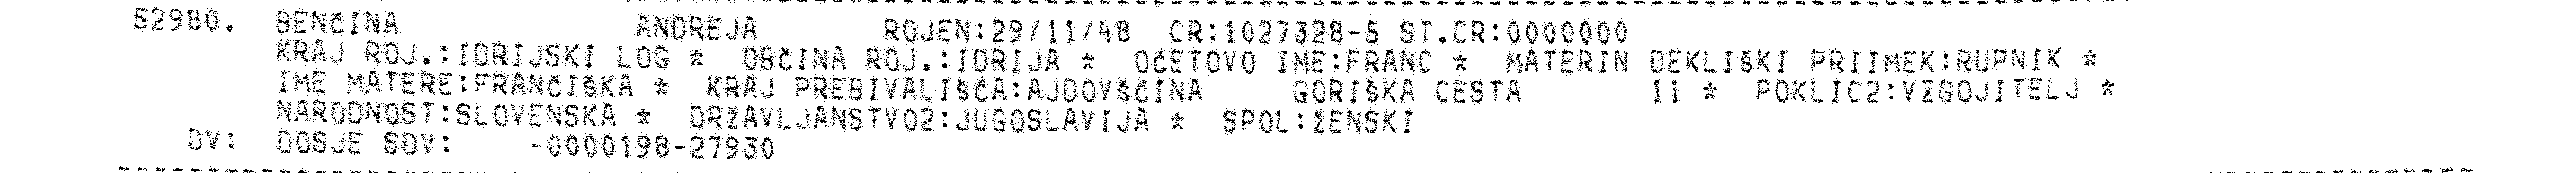 52980. BENČINA ANDREJA ROJEN:29/11/48 CR:1027328-5 ST.CR:0000000
KRAJ ROJ.:IDRIJSKI LOG * OBČINA ROJ.:IDRIJA * OČETOVO IME:FRANC * MATERIN DEKLIŠKI PRIIMEK:RUPNIK *
IME MATERE:FRANČIŠKA * KRAJ PREBIVALIŠČA:AJDOVŠČINA GORIŠKA CESTA 11 * POKLIC2:VZGOJITELJ *
NARODNOST:SLOVENSKA * DRŽAVLJANSTVO2:JUGOSLAVIJA * SPOL:ŽENSKI
DV: DOSJE SDV: -0000198-27930